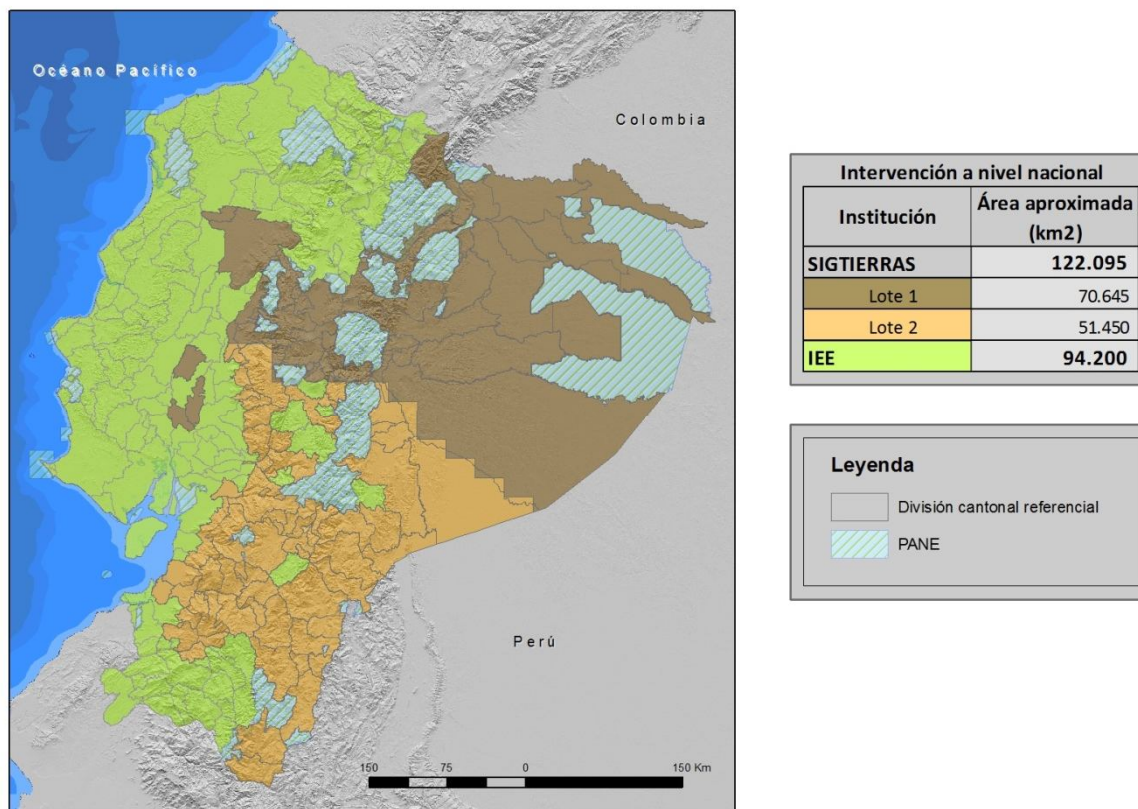 Océano Pacífico
Colombia
Perú
150 75 0 150 Km
Intervención a nivel nacional
Institución Área aproximada
(km2)
SIGTIERRAS 122.095
Lote 1 70.645
Lote 2 51.450
IEE 94.200
Leyenda
División cantonal referencial
PANE